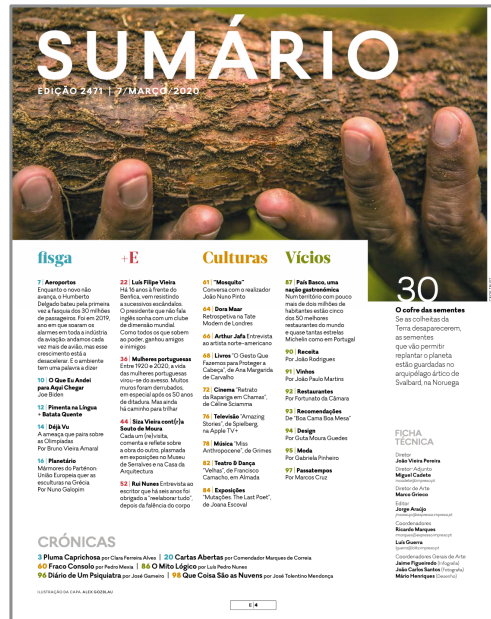 SUMÁRIO
EDIÇÃO 2471 | 7/MARÇO/2020
fisga
7 | Aeroportos
Enquanto o novo não
avança, o Humberto
Delgado bateu pela primeira
vez a fasquia dos 30 milhões
de passageiros. Foi em 2019,
ano em que soaram os
alarmes em toda a indústria
da aviação andamos cada
vez mais de avião, mas esse
crescimento está a
desacelerar. E o ambiente
tem uma palavra a dizer
10 | O Que Eu Andei
para Aqui Chegar
Joe Biden
12 | Pimenta na Língua
+ Batata Quente
14 | Déjà Vu
A ameaça que paira sobre
as Olimpíadas
Por Bruno Vieira Amaral
16 | Planetário
Mármores do Parténon:
União Europeia quer as
esculturas na Grécia
Por Nuno Galopim
+E
22 | Luís Filipe Vieira
Há 16 anos à frente do
Benfica, vem resistindo
a sucessivos escândalos.
O presidente que não fala
inglês sonha com um clube
de dimensão mundial.
Como todos os que sobem
ao poder, ganhou amigos
e inimigos
36 | Mulheres portuguesas
Entre 1920 e 2020, a vida
das mulheres portuguesas
virou-se do avesso. Muitos
muros foram derrubados,
em especial após os 50 anos
de ditadura. Mas ainda
há caminho para trilhar
44 | Siza Vieira cont(r)a
Souto de Moura
Cada um (re)visita,
comenta e reflete sobre
a obra do outro, plasmada
em exposições no Museu
de Serralves e na Casa da
Arquitectura
52 | Rui Nunes Entrevista ao
escritor que há seis anos foi
obrigado a “reelaborar tudo”,
depois da falência do corpo
Culturas
61 | “Mosquito”
Conversa com o realizador
João Nuno Pinto
64 | Dora Maar
Retrospetiva na Tate
Modern de Londres
66 | Arthur Jafa Entrevista
ao artista norte-americano
68 | Livros “O Gesto Que
Fazemos para Proteger a
Cabeça”, de Ana Margarida
de Carvalho
72 | Cinema “Retrato
da Rapariga em Chamas”,
de Céline Sciamma
76 | Televisão “Amazing
Stories”, de Spielberg,
na Apple TV+
78 | Música “Miss
Anthropocene”, de Grimes
82 | Teatro & Dança
“Velhas”, de Francisco
Camacho, em Almada
84 | Exposições
“Mutações. The Last Poet”,
de Joana Escoval
Vícios
87 | País Basco, uma
nação gastronómica
Num território com pouco
mais de dois milhões de
habitantes estão cinco
dos 50 melhores
restaurantes do mundo
e quase tantas estrelas
Michelin como em Portugal
90 | Receita
Por João Rodrigues
91 | Vinhos
Por João Paulo Martins
92 | Restaurantes
Por Fortunato da Câmara
93 | Recomendações
De “Boa Cama Boa Mesa”
94 | Design
Por Guta Moura Guedes
95 | Moda
Por Gabriela Pinheiro
97 | Passatempos
Por Marcos Cruz
30
O cofre das sementes
Se as colheitas da
Terra desaparecerem,
as sementes
que vão permitir
replantar o planeta
estão guardadas no
arquipélago ártico de
Svalbard, na Noruega
FICHA
TÉCNICA
Diretor
João Vieira Pereira
Diretor-Adjunto
Miguel Cadete
Diretor de Arte
Marco Grieco
Editor
Jorge Araújo
Coordenadores
Ricardo Marques
Luís Guerra
Coordenadores Gerais de Arte
Jaime Figueiredo (Infografia)
João Carlos Santos (Fotografia)
Mário Henriques (Desenho)
CRÓNICAS
3 Pluma Caprichosa por Clara Ferreira Alves | 20 Cartas Abertas por Comendador Marques de Correia
60 Fraco Consolo por Pedro Mexia | 86 O Mito Lógico por Luís Pedro Nunes
96 Diário de Um Psiquiatra por José Gameiro | 98 Que Coisa São as Nuvens por José Tolentino Mendonça
ILUSTRAÇÃO DA CAPA: ALEX GOZBLAU
E | 4